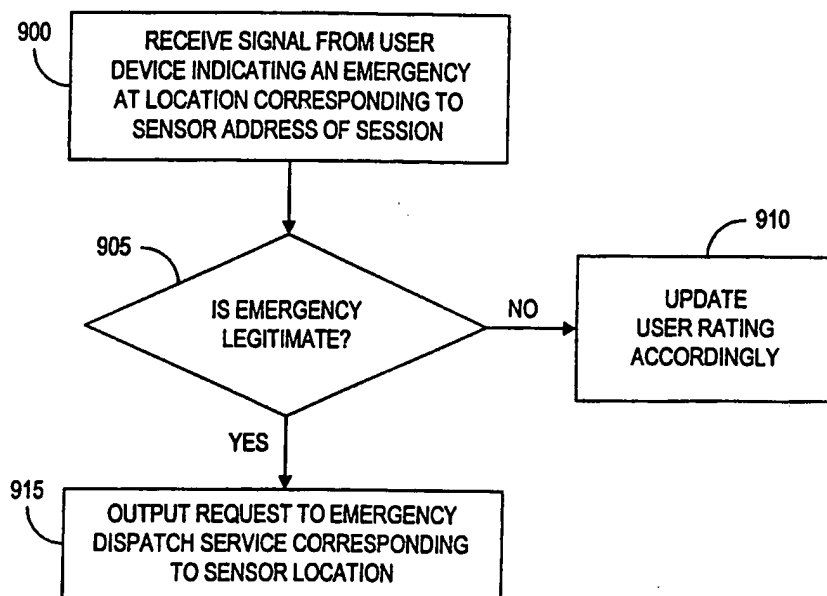 900
RECEIVE SIGNAL FROM USER
DEVICE INDICATING AN EMERGENCY
AT LOCATION CORRESPONDING TO
SENSOR ADDRESS OF SESSION
905
IS EMERGENCY
LEGITIMATE?
NO
910
UPDATE
USER RATING
ACCORDINGLY
YES
915
OUTPUT REQUEST TO EMERGENCY
DISPATCH SERVICE CORRESPONDING
TO SENSOR LOCATION